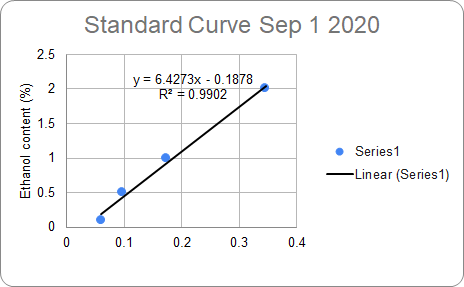 Standard Curve Sep 1 2020
2.5
y = 6.4273x - 0.1878
R² = 0.9902
2
1.5
1
0.5
0
Ethanol content (%)
0 0.1 0.2 0.3 0.4
Series1
Linear (Series1)